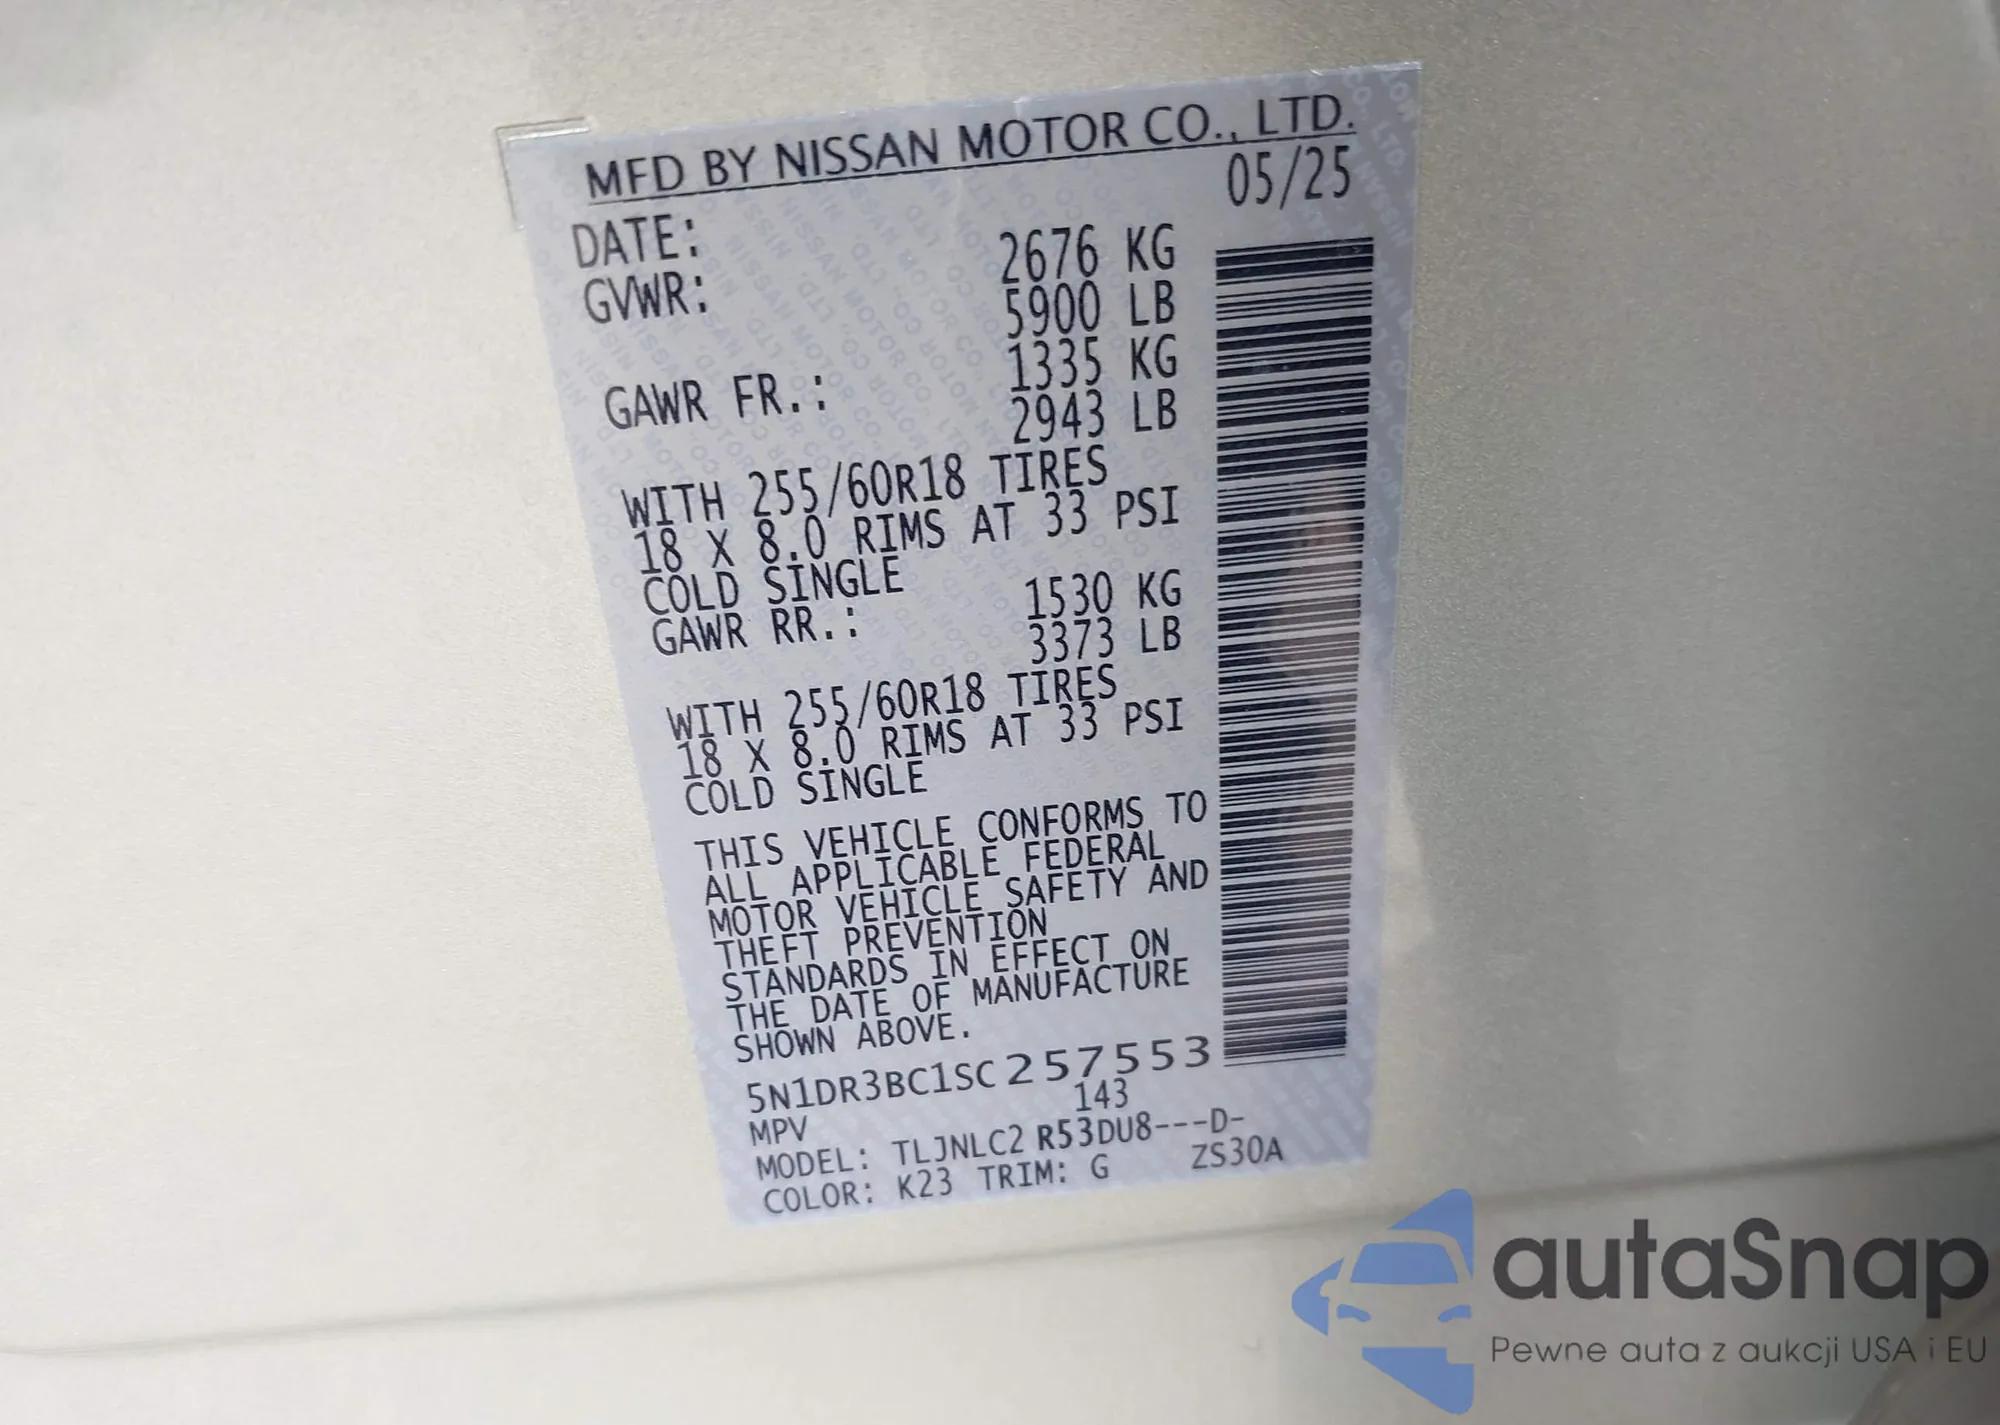 MFD BY NISSAN MOTOR CO., LTD.
DATE: 05/25
GVWR: 2676 KG
5900 LB
GAWR FR.: 1335 KG
2943 LB
WITH 255/60R18 TIRES
18 X 8.0 RIMS AT 33 PSI
COLD SINGLE
GAWR RR.: 1530 KG
3373 LB
WITH 255/60R18 TIRES
18 X 8.0 RIMS AT 33 PSI
COLD SINGLE
THIS VEHICLE CONFORMS TO
ALL APPLICABLE FEDERAL
MOTOR VEHICLE SAFETY AND
THEFT PREVENTION
STANDARDS IN EFFECT ON
THE DATE OF MANUFACTURE
SHOWN ABOVE.
5N1DR3BC1SC257553
MPV 143
MODEL: TLJNLC2 R53DU8---D-
COLOR: K23 TRIM: G ZS30A
autaSnap
Pewne auta z aukcji USA i EU